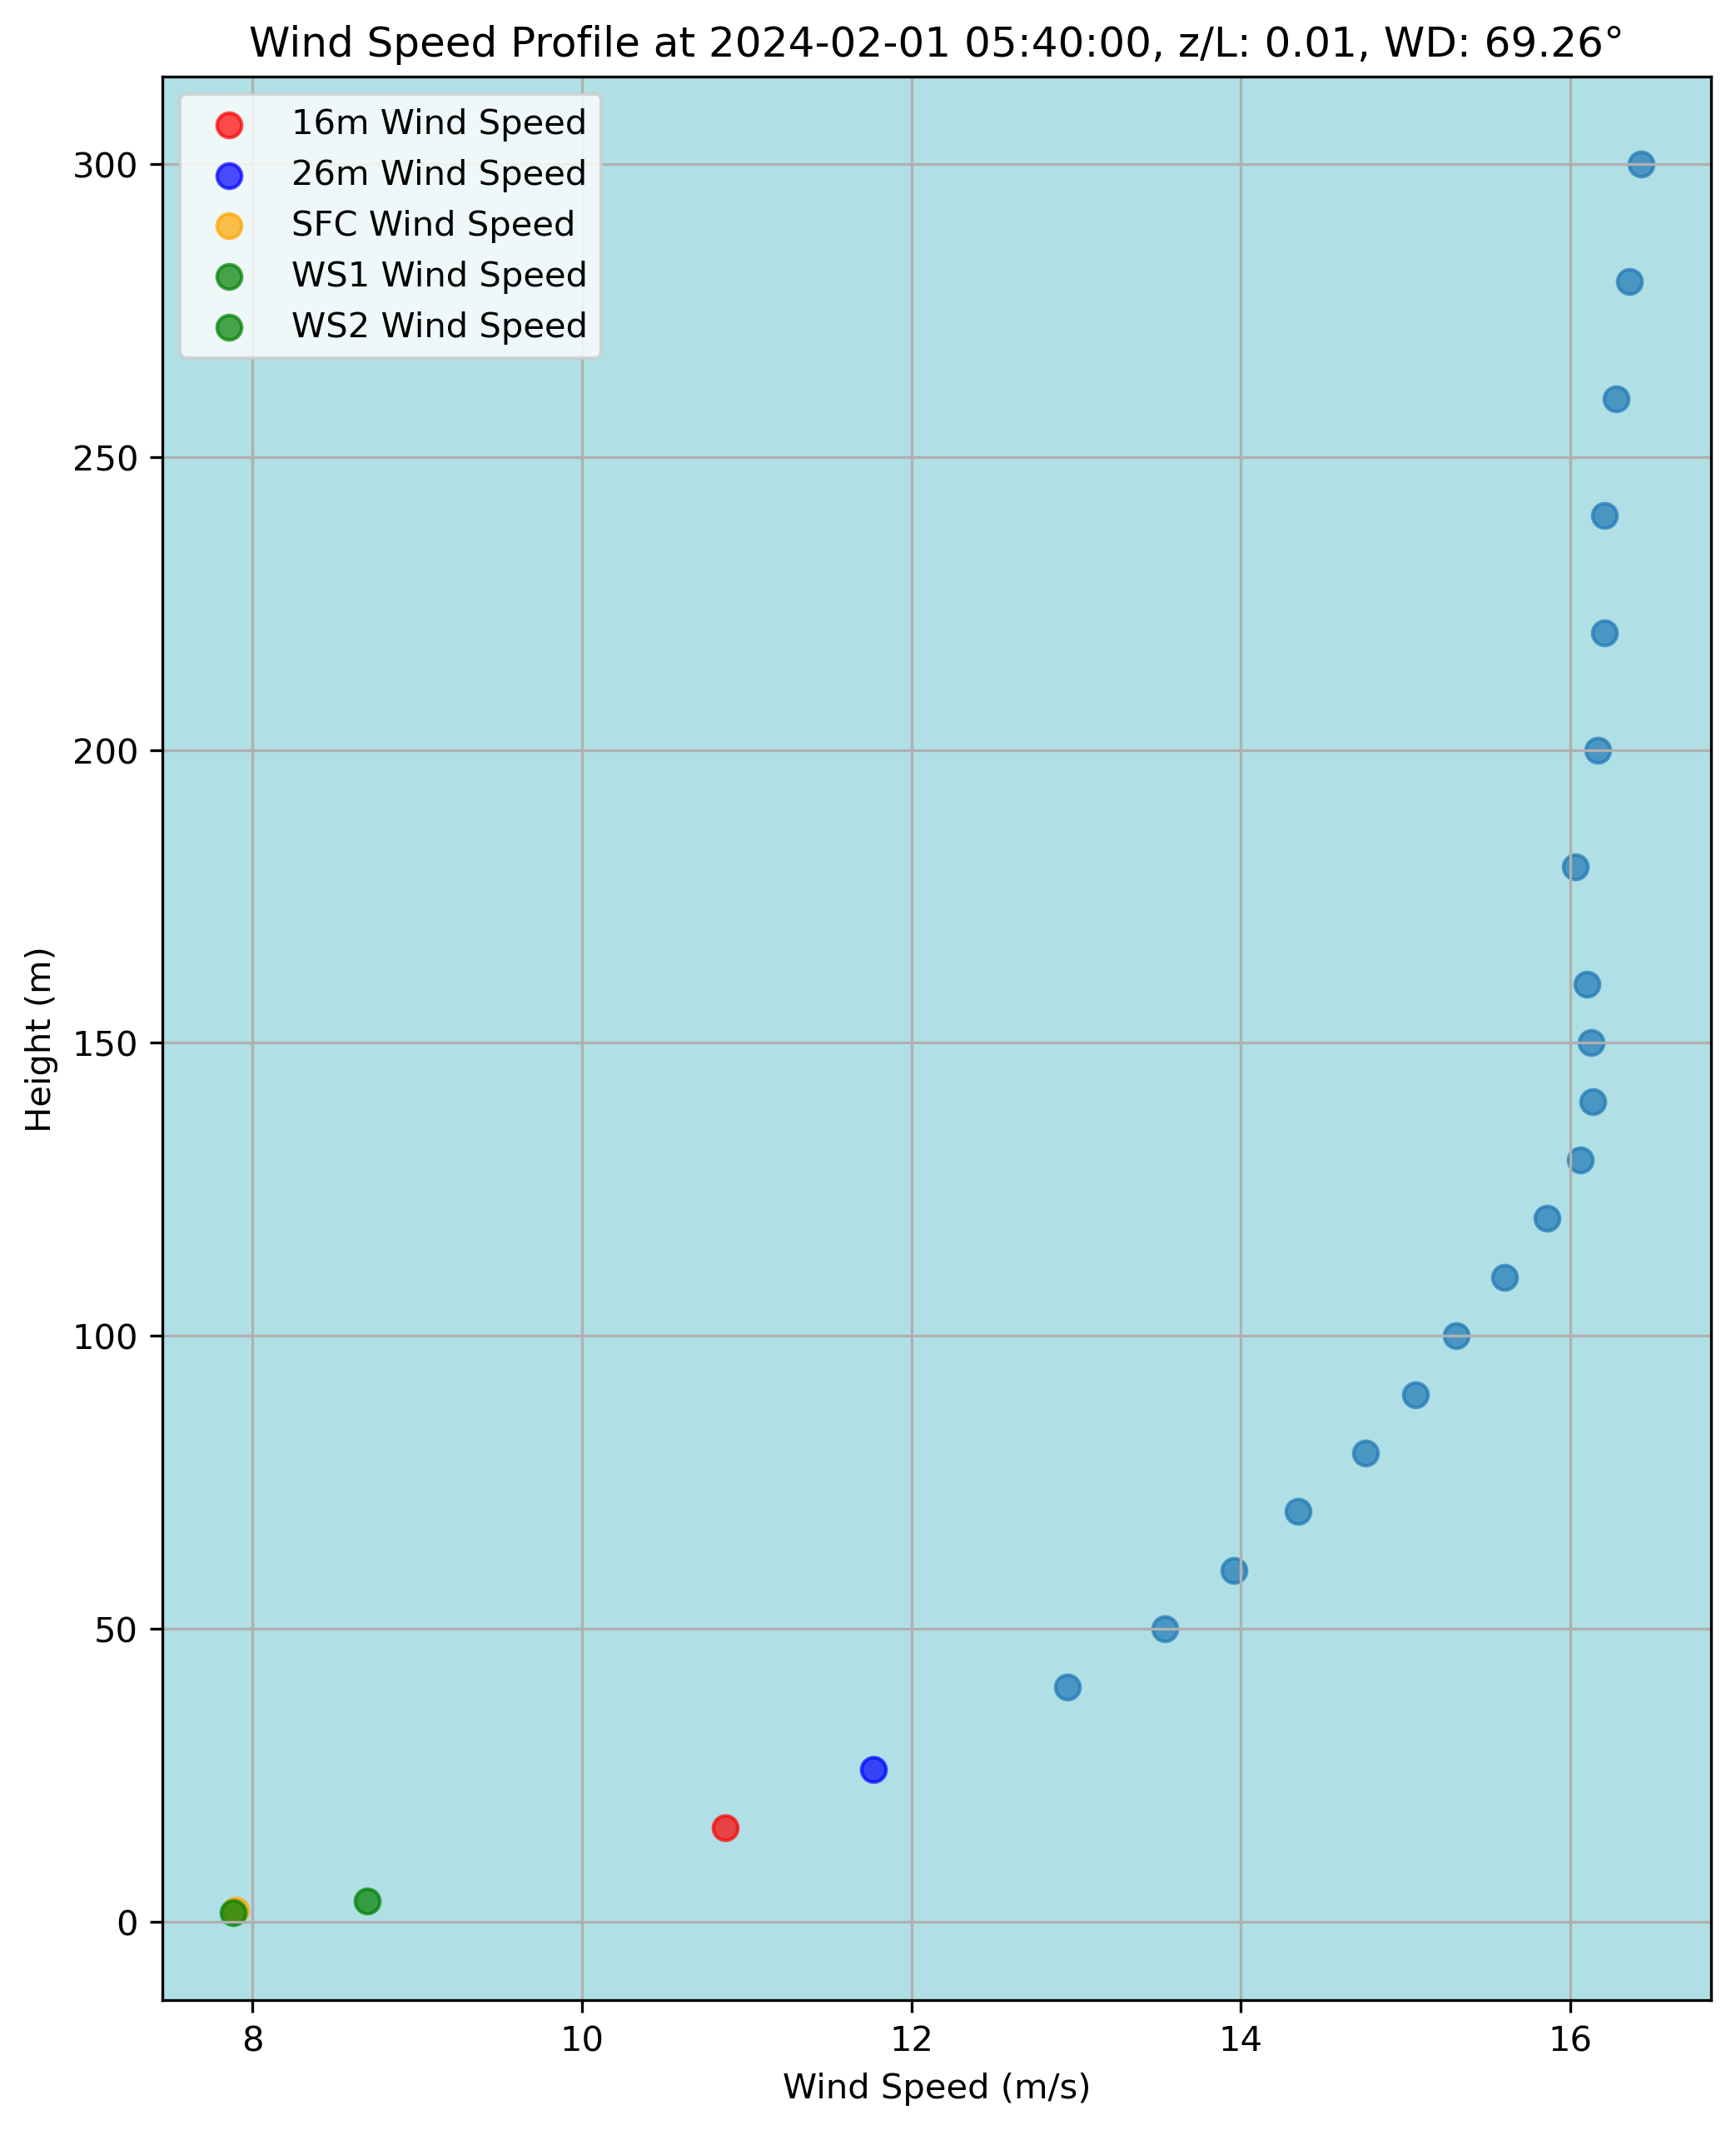 Wind Speed Profile at 2024-02-01 05:40:00, z/L: 0.01, WD: 69.26°
16m Wind Speed
26m Wind Speed
SFC Wind Speed
WS1 Wind Speed
WS2 Wind Speed
300
250
200
150
100
50
0
Height (m)
8 10 12 14 16
Wind Speed (m/s)